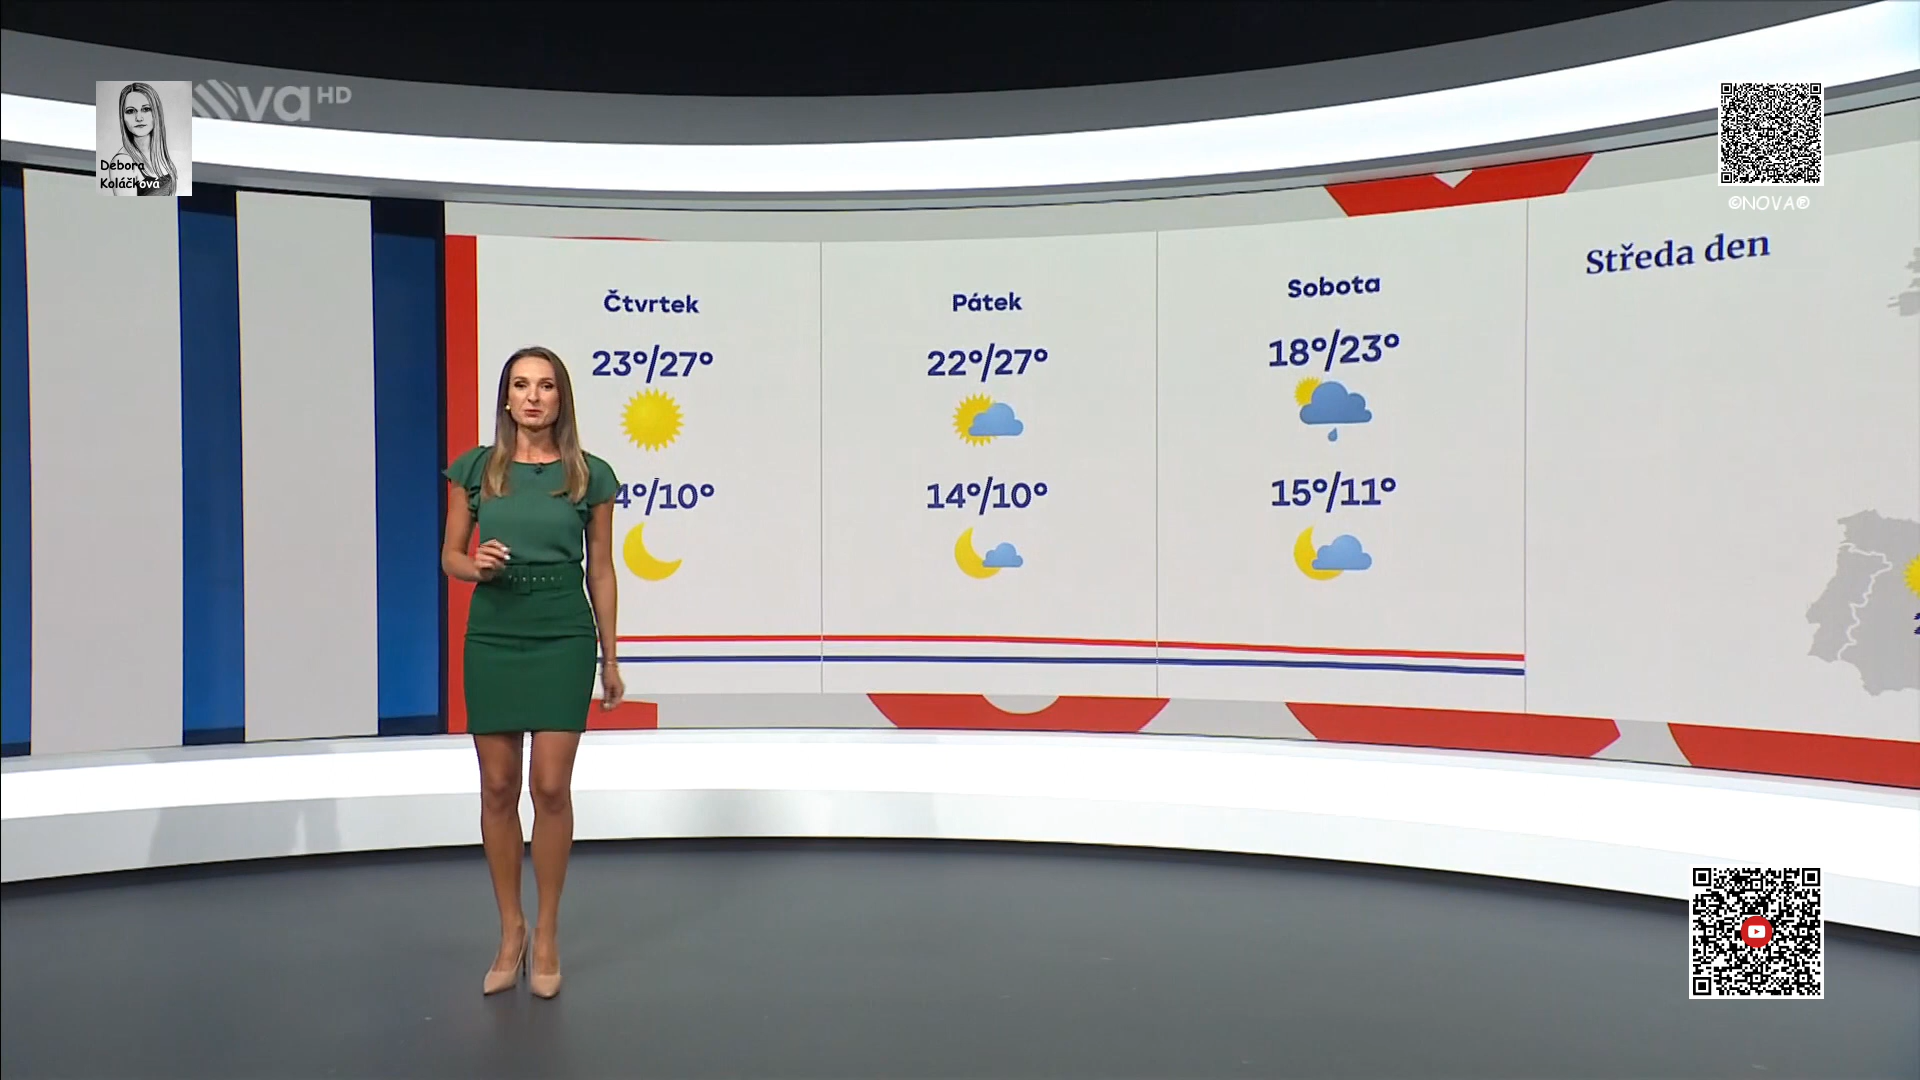 va HD
Debora
Koláčková
©NOVA®
Středa den
Čtvrtek
23°/27°
4°/10°
Pátek
22°/27°
14°/10°
Sobota
18°/23°
15°/11°